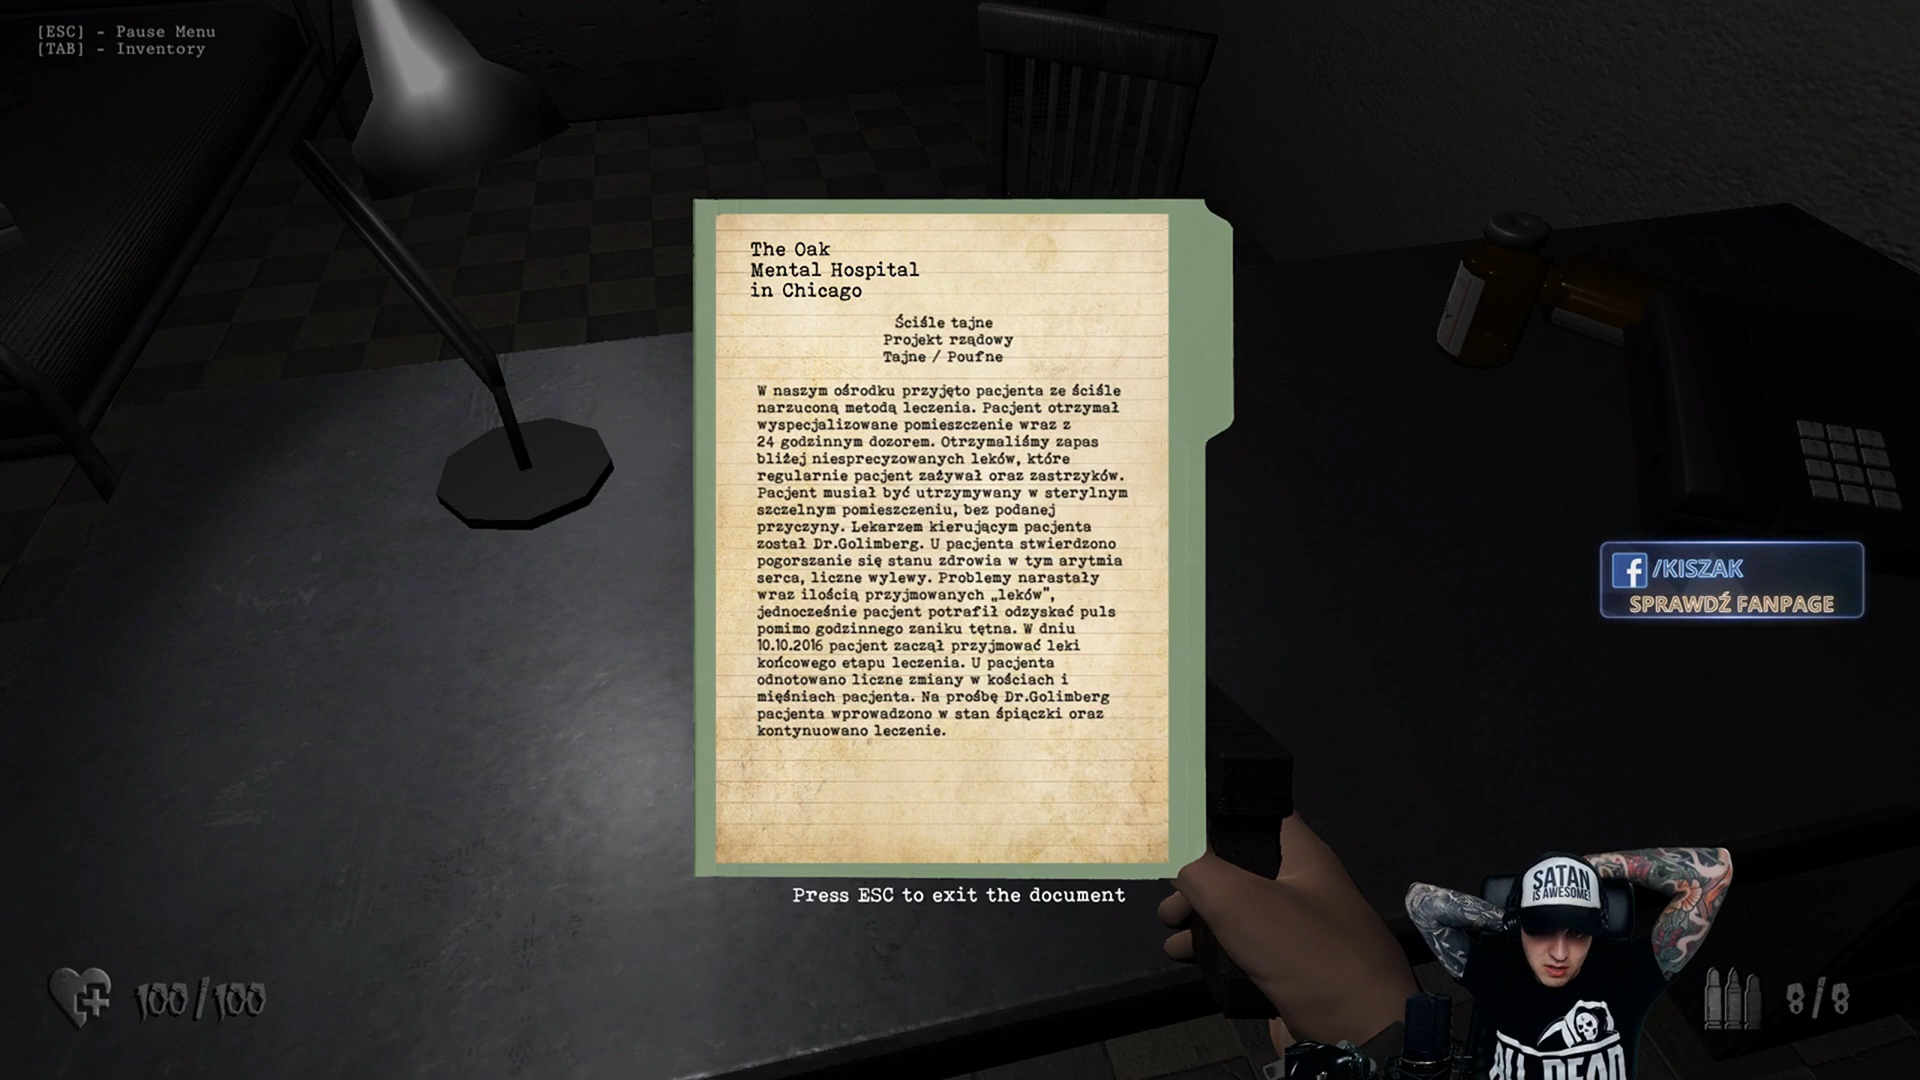 [ESC] - Pause Menu
[TAB] - Inventory
The Oak
Mental Hospital
in Chicago
Ściśle tajne
Projekt rządowy
Tajne / Poufne
W naszym ośrodku przyjęto pacjenta ze ściśle
narzuconą metodą leczenia. Pacjent otrzymał
wyspecjalizowane pomieszczenie wraz z
24 godzinnym dozorem. Otrzymaliśmy zapas
bliżej niesprecyzowanych leków, które
regularnie pacjent zażywał oraz zastrzyków.
Pacjent musiał być utrzymywany w sterylnym
szczelnym pomieszczeniu, bez podanej
przyczyny. Lekarzem kierującym pacjenta
został Dr.Golimberg. U pacjenta stwierdzono
pogorszanie się stanu zdrowia w tym arytmia
serca, liczne wylewy. Problemy narastały
wraz ilością przyjmowanych „leków",
jednocześnie pacjent potrafił odzyskać puls
pomimo godzinnego zaniku tętna. W dniu
10.10.2016 pacjent zaczął przyjmować leki
końcowego etapu leczenia. U pacjenta
odnotowano liczne zmiany w kościach i
mięśniach pacjenta. Na prośbę Dr.Golimberg
pacjenta wprowadzono w stan śpiączki oraz
kontynuowano leczenie.
Press ESC to exit the document
f /KISZAK
SPRAWDŹ FANPAGE
SATAN
IS AWESOME!
ALL DEAD
100/100
8/8